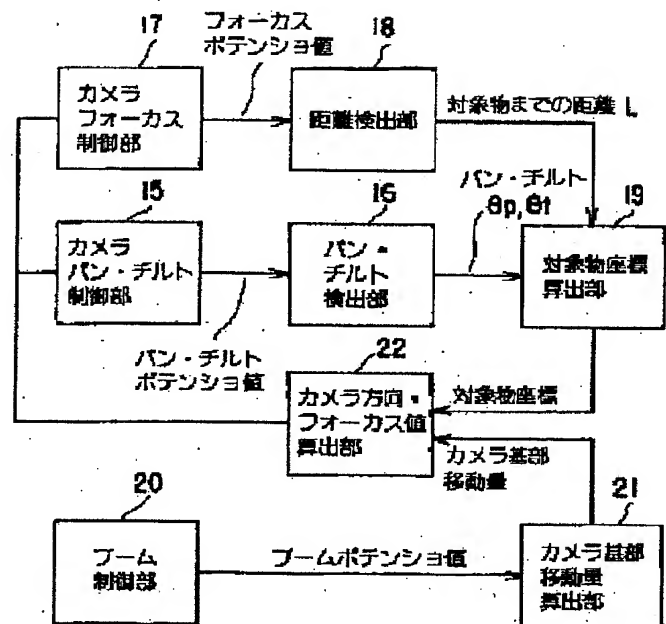 17
フォーカス
ポテンショ値
18
カメラ
フォーカス
制御部
距離検出部
対象物までの距離 L
15
16
パン・チルト
θp,θt
19
カメラ
パン・チルト
制御部
パン・
チルト
検出部
対象物座標
算出部
パン・チルト
ポテンショ値
22
カメラ方向・
フォーカス値
算出部
対象物座標
カメラ基部
移動量
20
ブーム
制御部
ブームポテンショ値
21
カメラ基部
移動量
算出部